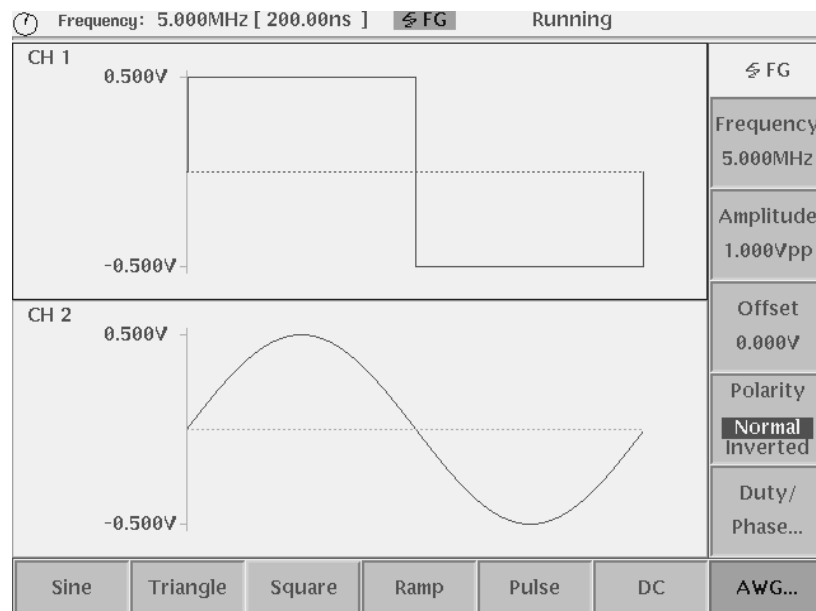 Frequency: 5.000MHz [ 200.00ns ] FG Running
CH 1
0.500V
-0.500V
CH 2
0.500V
-0.500V
FG
Frequency
5.000MHz
Amplitude
1.000Vpp
Offset
0.000V
Polarity
Normal
Inverted
Duty/
Phase...
Sine Triangle Square Ramp Pulse DC AWG...